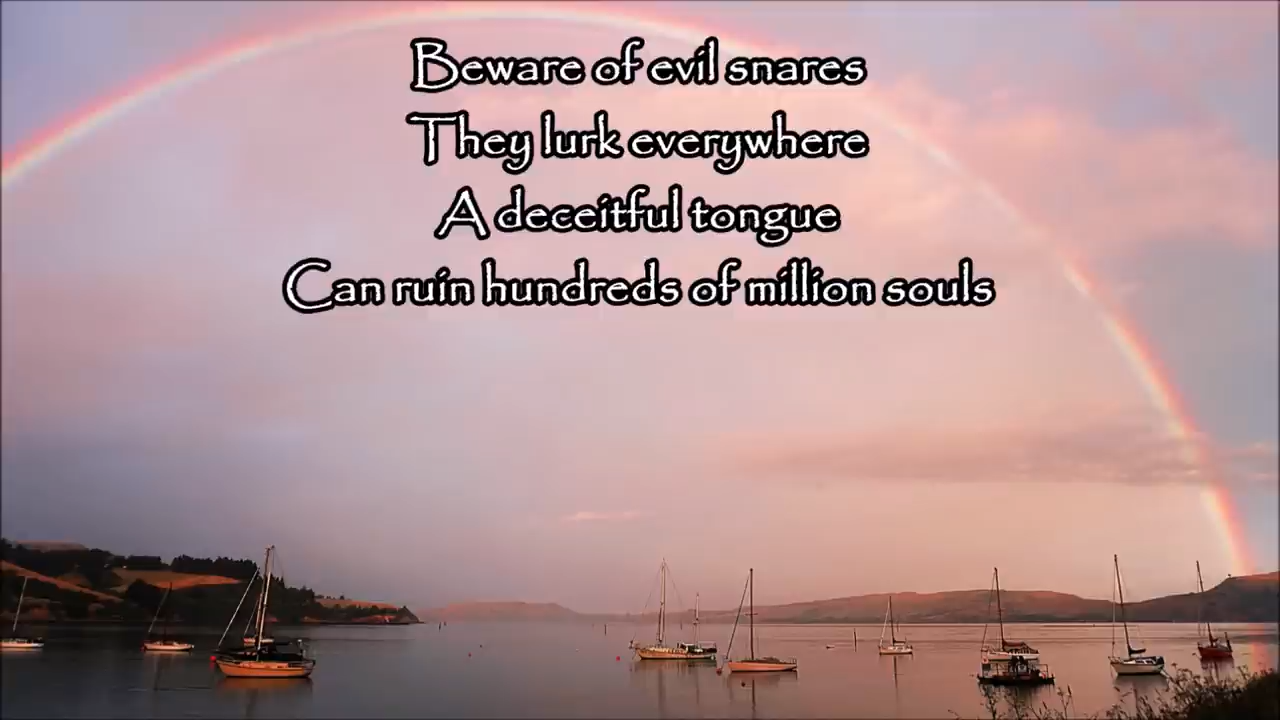 Beware of evil snares
They lurk everywhere
A deceitful tongue
Can ruin hundreds of million souls